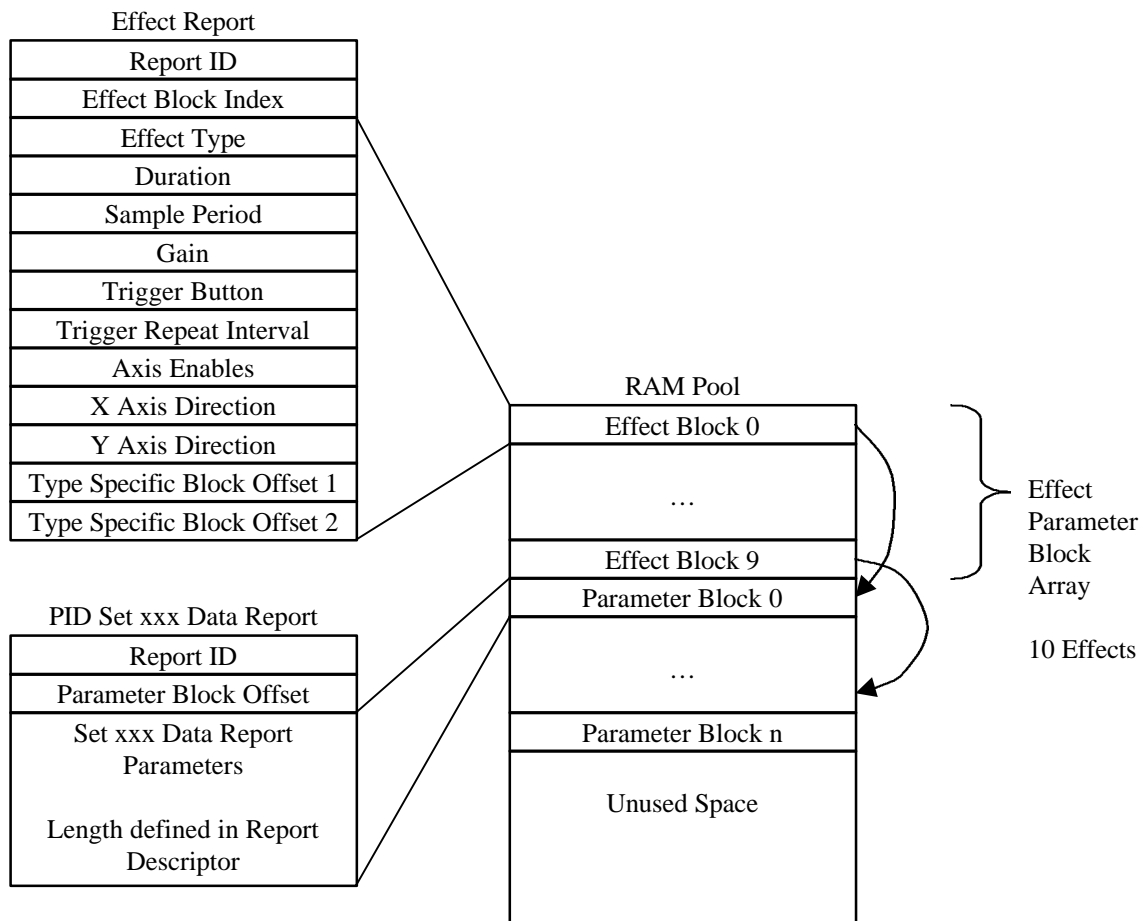 Effect Report
Report ID
Effect Block Index
Effect Type
Duration
Sample Period
Gain
Trigger Button
Trigger Repeat Interval
Axis Enables
X Axis Direction
Y Axis Direction
Type Specific Block Offset 1
Type Specific Block Offset 2
PID Set xxx Data Report
Report ID
Parameter Block Offset
Set xxx Data Report
Parameters
Length defined in Report
Descriptor
RAM Pool
Effect Block 0
…
Effect Block 9
Parameter Block 0
…
Parameter Block n
Unused Space
Effect
Parameter
Block
Array
10 Effects